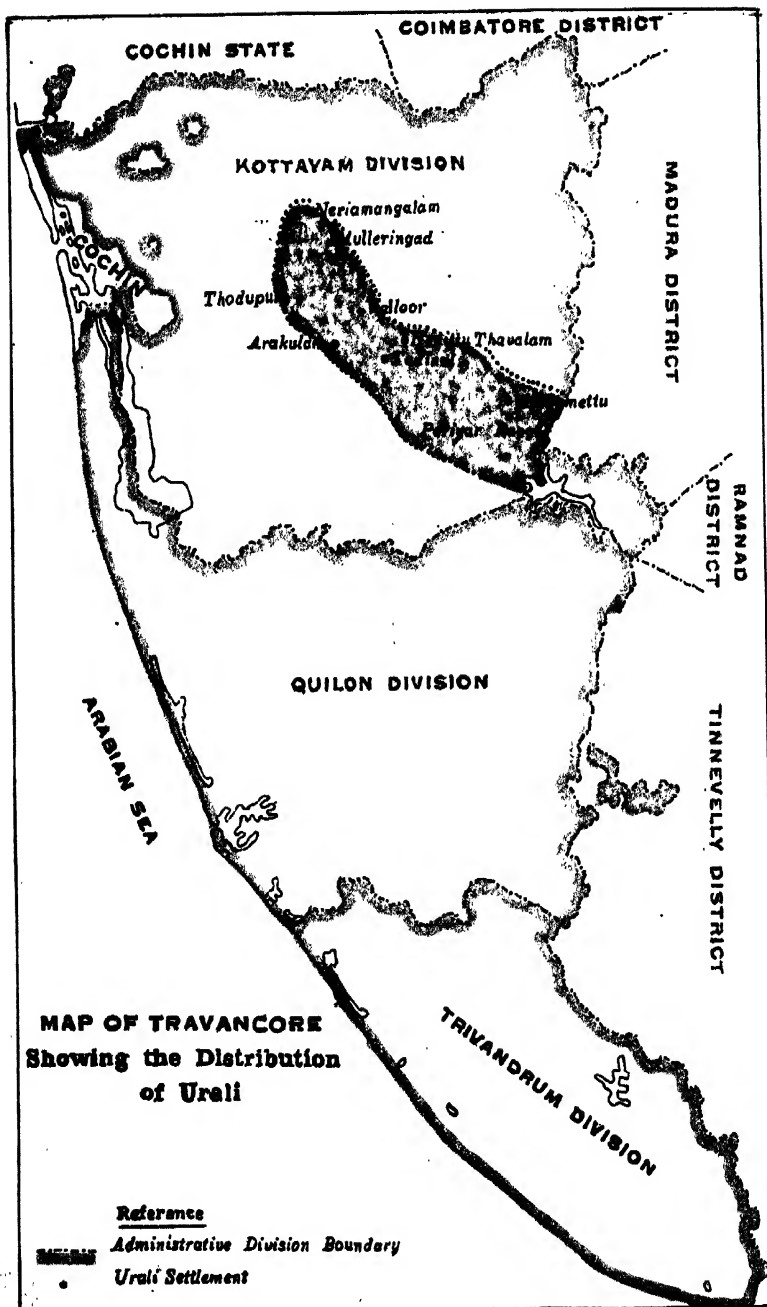 COIMBATORE DISTRICT
COCHIN STATE
KOTTAYAM DIVISION
MADURA DISTRICT
Neriamangalam
Mulleringad
COCHIN
Thodupu
Arakulam
Thavalam
Periyar
RAMNAD
DISTRICT
QUILON DIVISION
ARABIAN SEA
TINNEVELLY DISTRICT
MAP OF TRAVANCORE
Showing the Distribution
of Urali
TRIVANDRUM DIVISION
Reference
Administrative Division Boundary
Urali Settlement